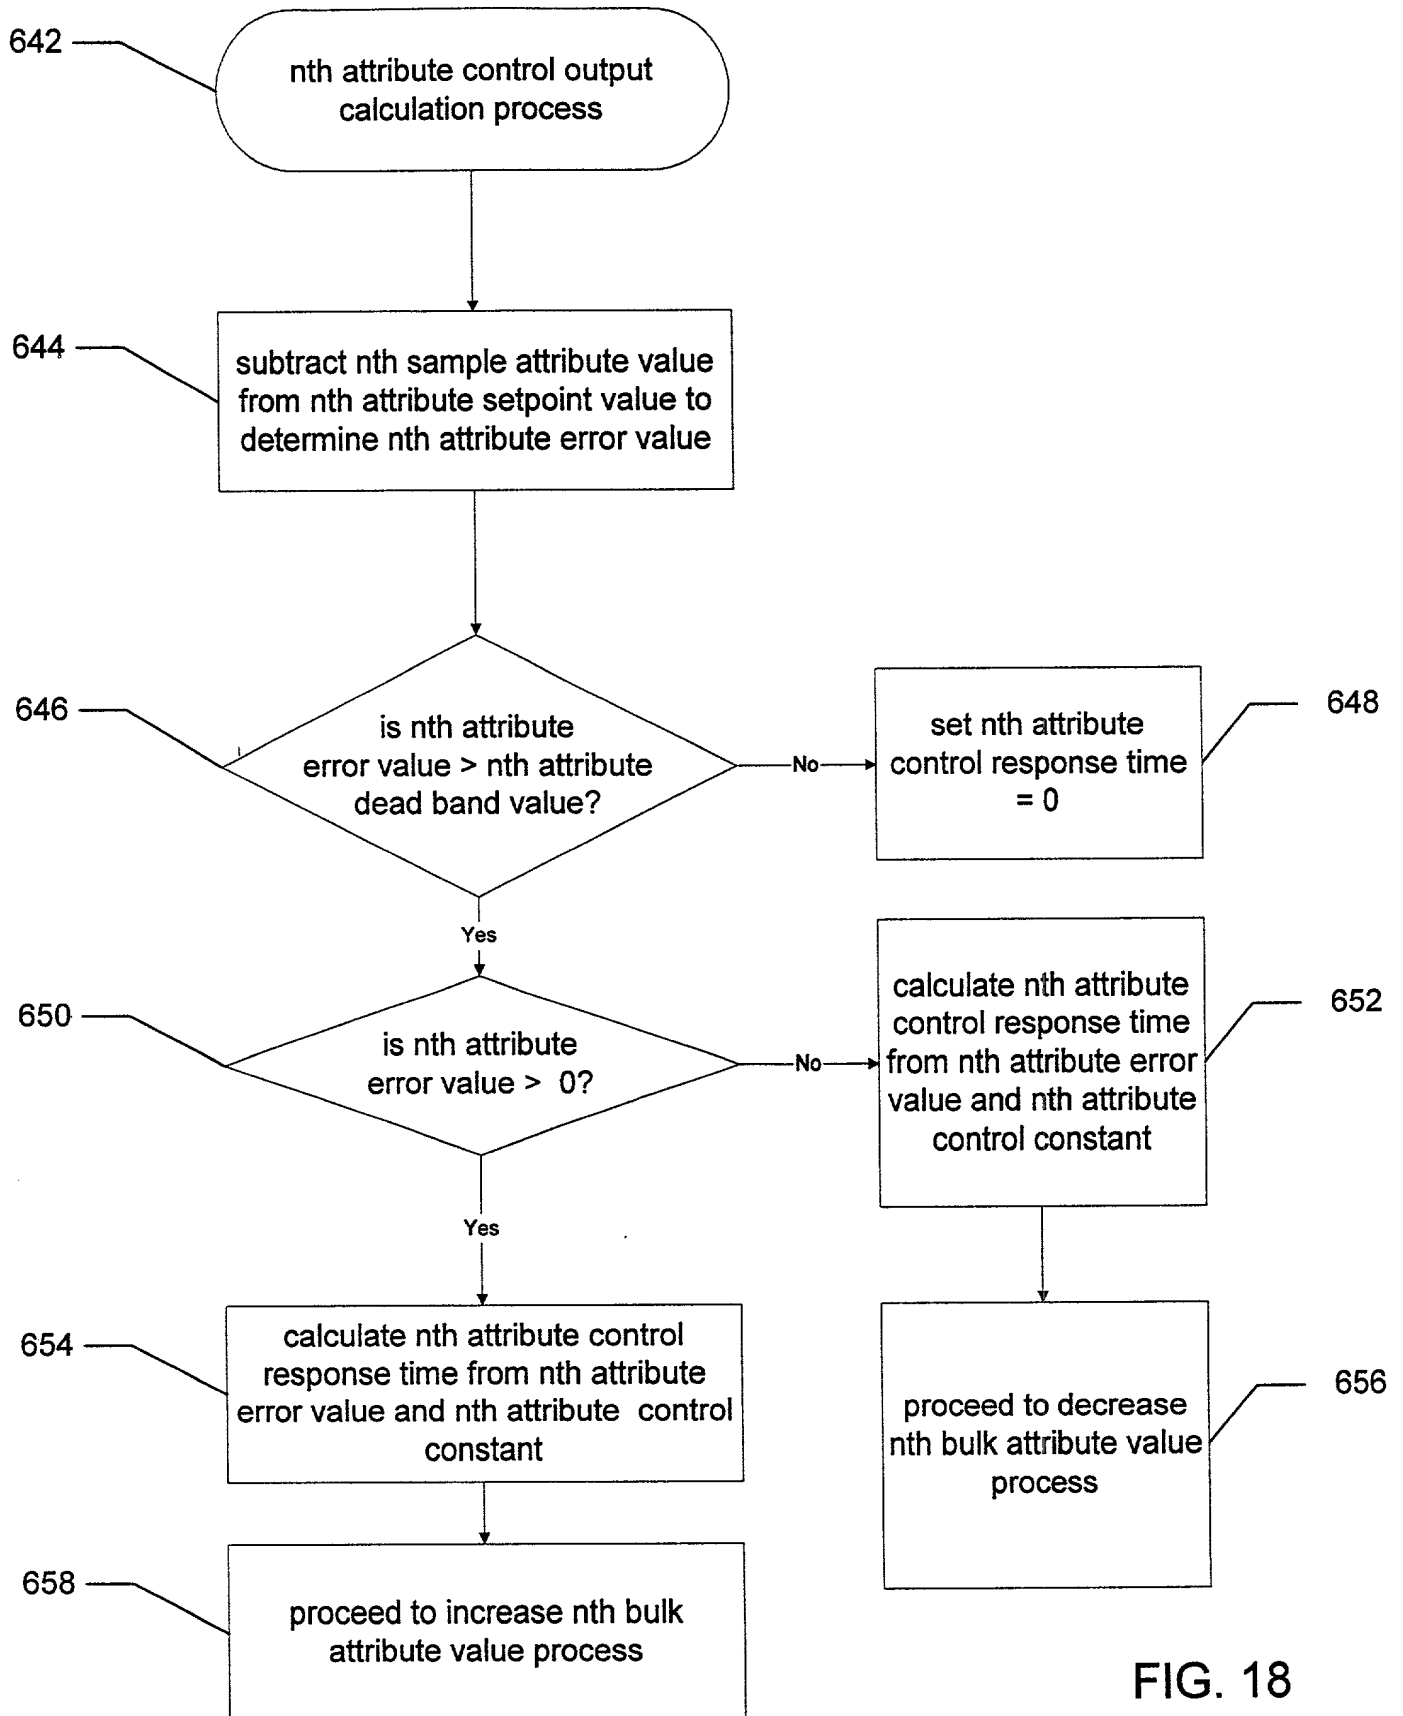 642
nth attribute control output
calculation process
644
subtract nth sample attribute value
from nth attribute setpoint value to
determine nth attribute error value
646
is nth attribute
error value > nth attribute
dead band value?
No
648
set nth attribute
control response time
= 0
Yes
650
is nth attribute
error value > 0?
No
652
calculate nth attribute
control response time
from nth attribute error
value and nth attribute
control constant
Yes
654
calculate nth attribute control
response time from nth attribute
error value and nth attribute control
constant
656
proceed to decrease
nth bulk attribute value
process
658
proceed to increase nth bulk
attribute value process
FIG. 18